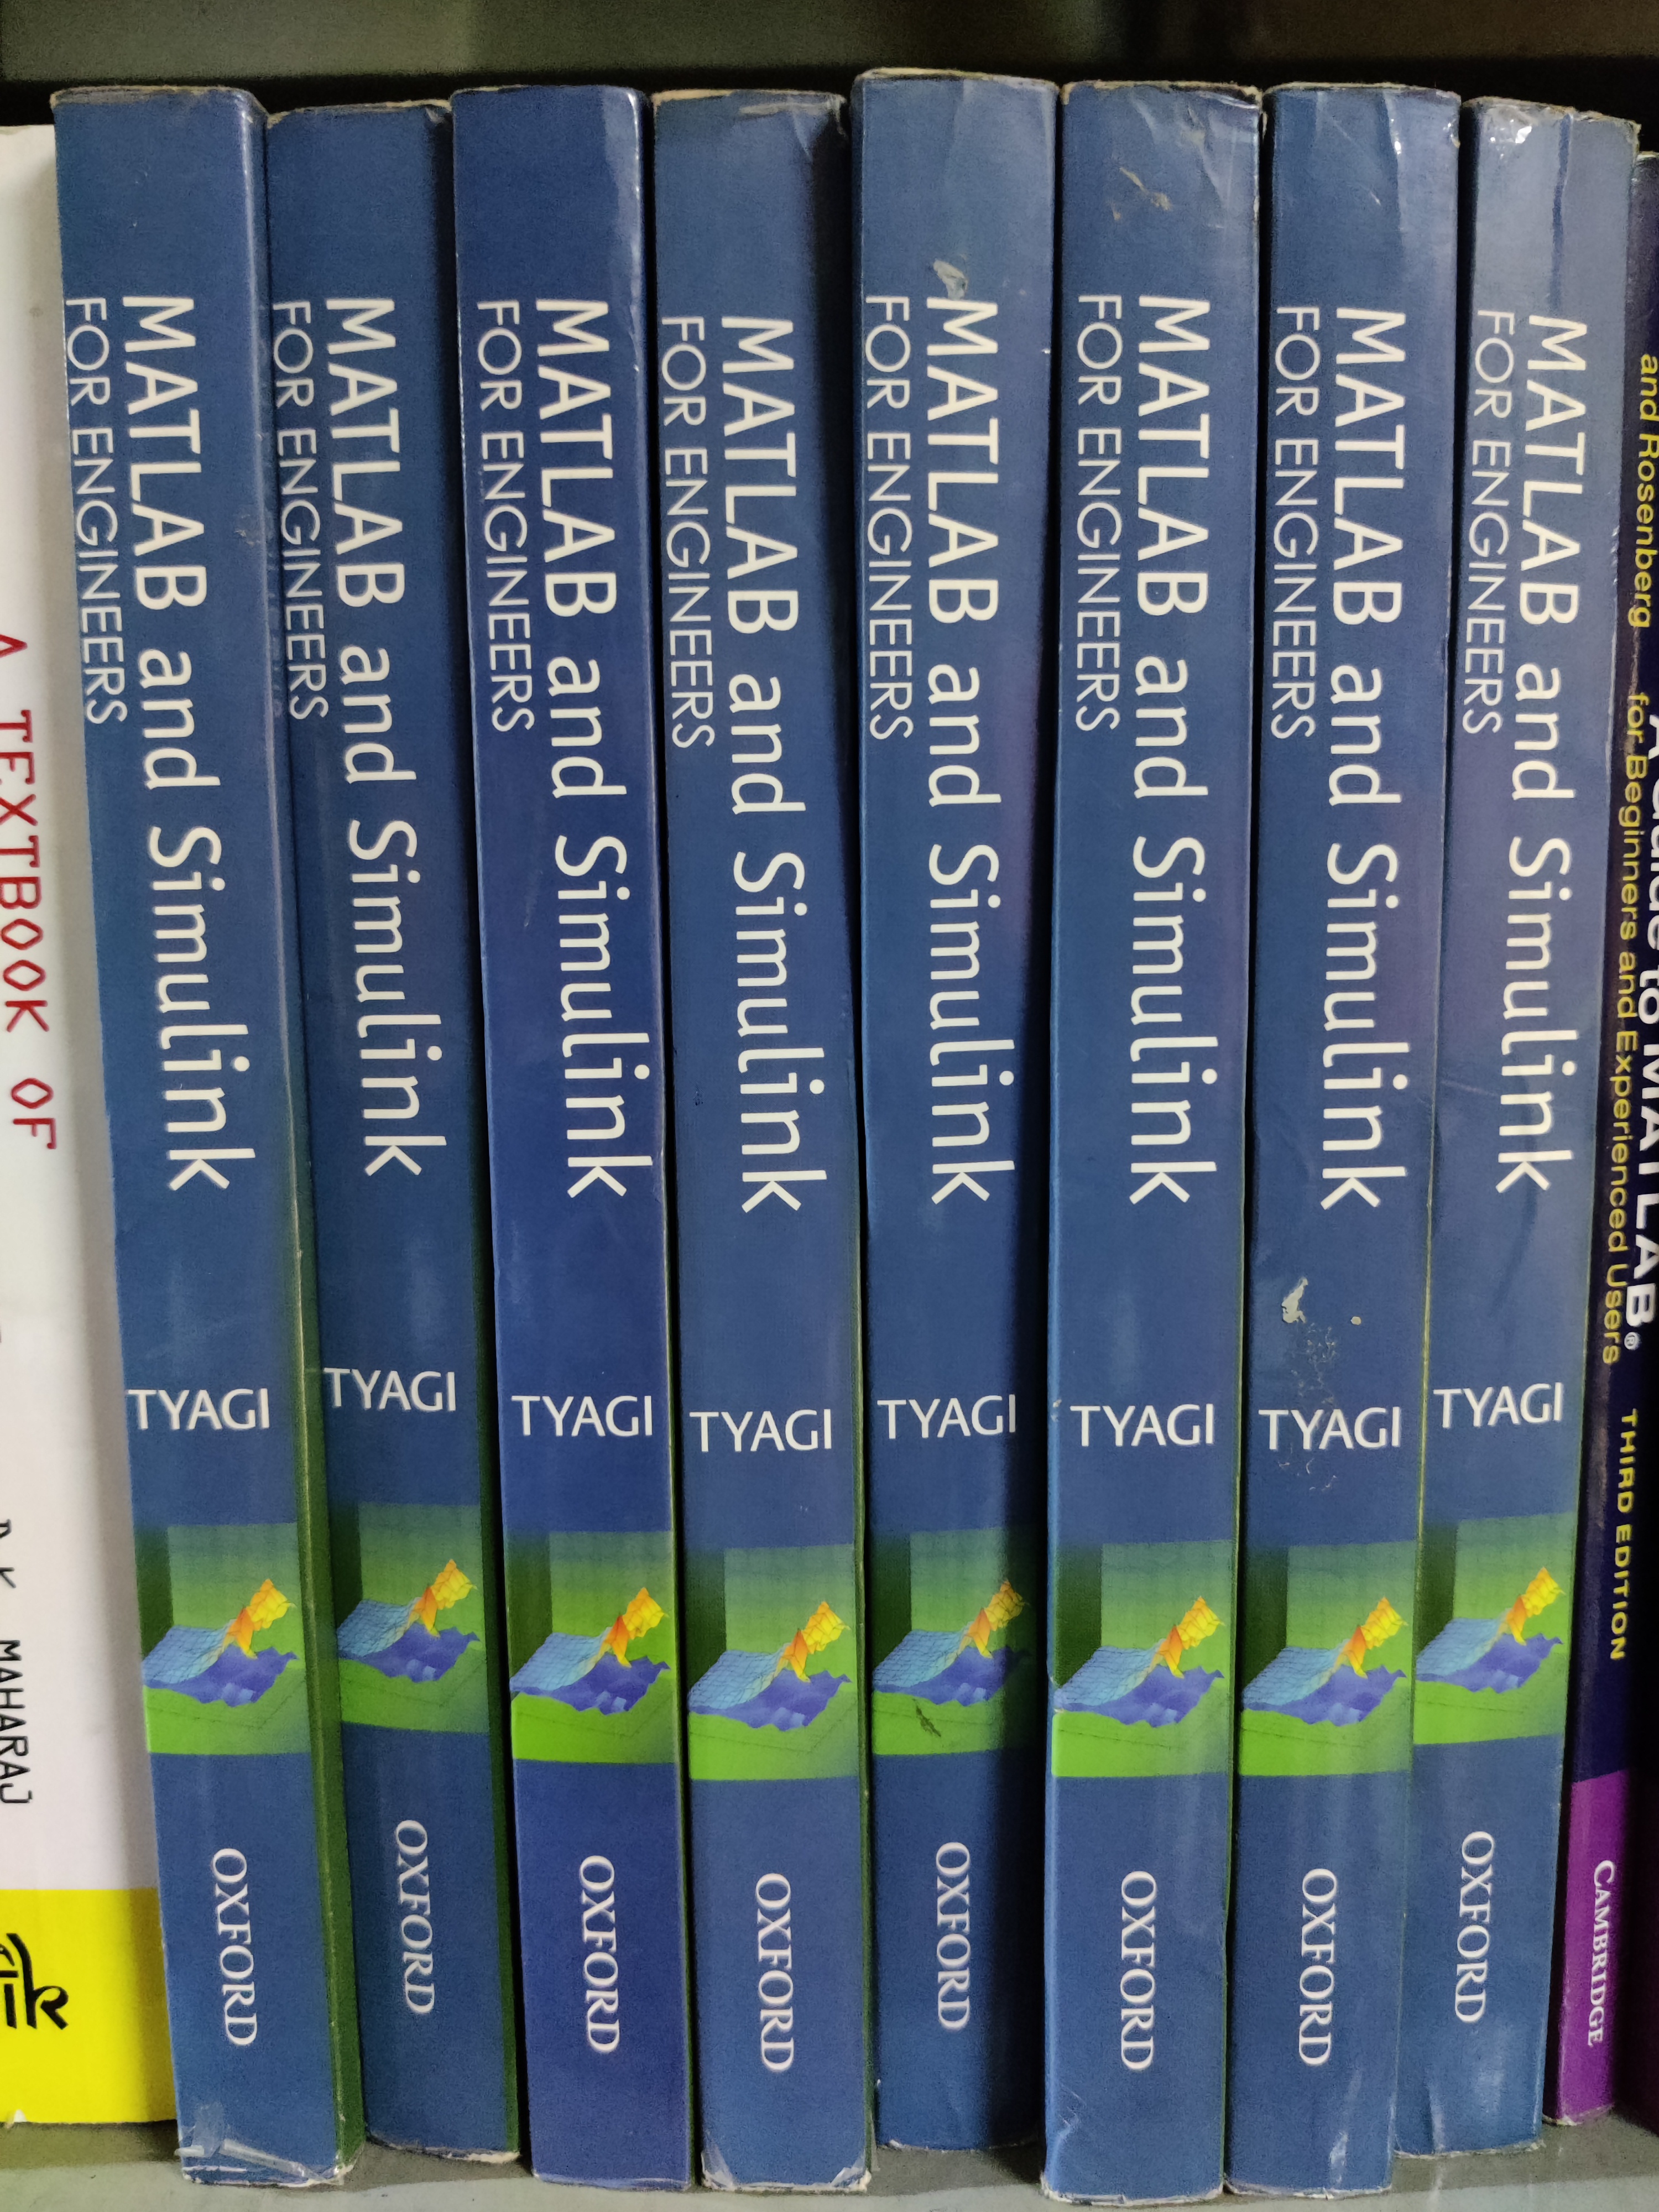 A TEXTBOOK OF
MAHARAJ
MATLAB and Simulink
FOR ENGINEERS
TYAGI
OXFORD
MATLAB and Simulink
FOR ENGINEERS
TYAGI
OXFORD
MATLAB and Simulink
FOR ENGINEERS
TYAGI
OXFORD
MATLAB and Simulink
FOR ENGINEERS
TYAGI
OXFORD
MATLAB and Simulink
FOR ENGINEERS
TYAGI
OXFORD
MATLAB and Simulink
FOR ENGINEERS
TYAGI
OXFORD
MATLAB and Simulink
FOR ENGINEERS
TYAGI
OXFORD
MATLAB and Simulink
FOR ENGINEERS
TYAGI
OXFORD
and Rosenberg
A Guide to MATLAB®
for Beginners and Experienced Users
THIRD EDITION
CAMBRIDGE